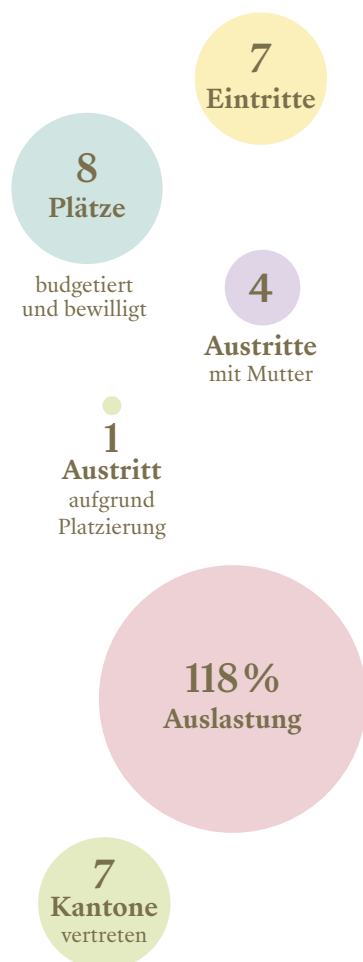 7
Eintritte
8
Plätze
budgetiert
und bewilligt
4
Austritte
mit Mutter
1
Austritt
aufgrund
Platzierung
118 %
Auslastung
7
Kantone
vertreten